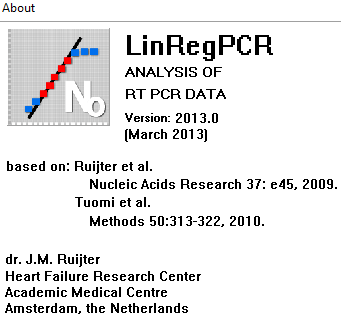 About
LinRegPCR
ANALYSIS OF
RT PCR DATA
Version: 2013.0
(March 2013)
N0
based on: Ruijter et al.
Nucleic Acids Research 37: e45, 2009.
Tuomi et al.
Methods 50:313-322, 2010.
dr. J.M. Ruijter
Heart Failure Research Center
Academic Medical Centre
Amsterdam, the Netherlands